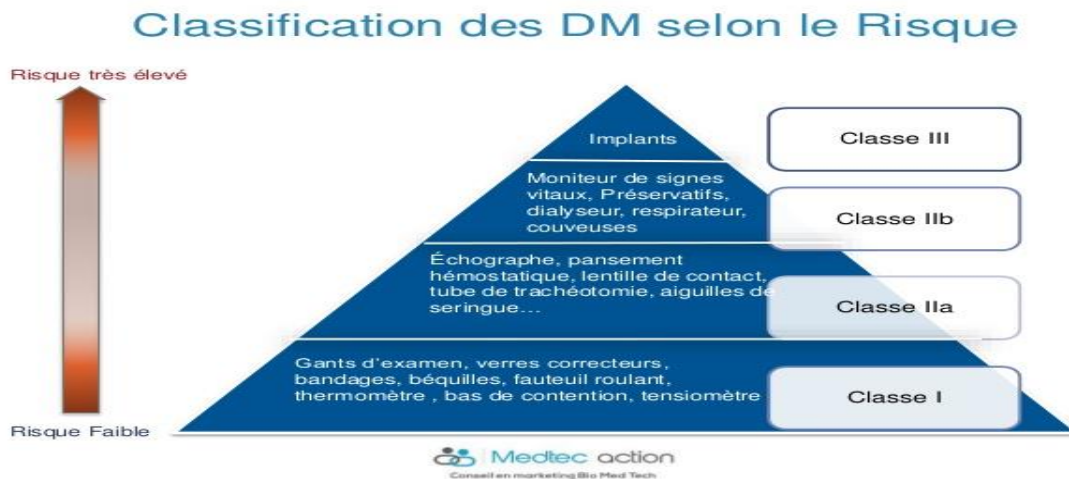 Classification des DM selon le Risque
Risque très élevé
Implants
Classe III
Moniteur de signes
vitaux, Préservatifs,
dialyseur, respirateur,
couveuses
Classe IIb
Échographe, pansement
hémostatique, lentille de contact,
tube de trachéotomie, aiguilles de
seringue…
Classe IIa
Gants d’examen, verres correcteurs,
bandages, béquilles, fauteuil roulant,
thermomètre , bas de contention, tensiomètre
Classe I
Risque Faible
Medtec action
Conseil en marketing Bio Med Tech